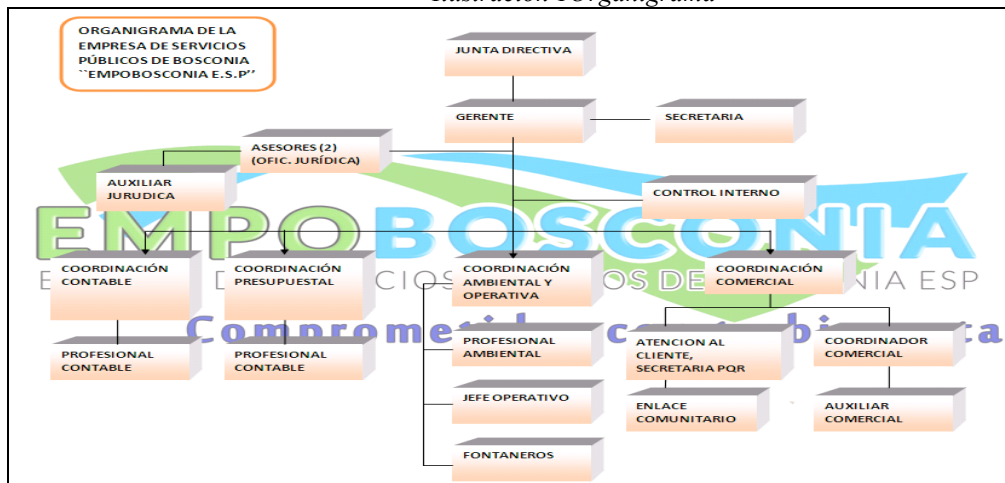 ORGANIGRAMA DE LA
EMPRESA DE SERVICIOS
PÚBLICOS DE BOSCONIA
``EMPOBOSCONIA E.S.P''
JUNTA DIRECTIVA
GERENTE
SECRETARIA
ASESORES (2)
(OFIC. JURÍDICA)
AUXILIAR
JURUDICA
CONTROL INTERNO
EMPOBOSCONIA
COORDINACIÓN
CONTABLE
COORDINACIÓN
PRESUPUESTAL
COORDINACIÓN
AMBIENTAL Y
OPERATIVA
COORDINACIÓN
COMERCIAL
PROFESIONAL
CONTABLE
PROFESIONAL
CONTABLE
PROFESIONAL
AMBIENTAL
ATENCION AL
CLIENTE,
SECRETARIA PQR
COORDINADOR
COMERCIAL
JEFE OPERATIVO
ENLACE
COMUNITARIO
AUXILIAR
COMERCIAL
FONTANEROS